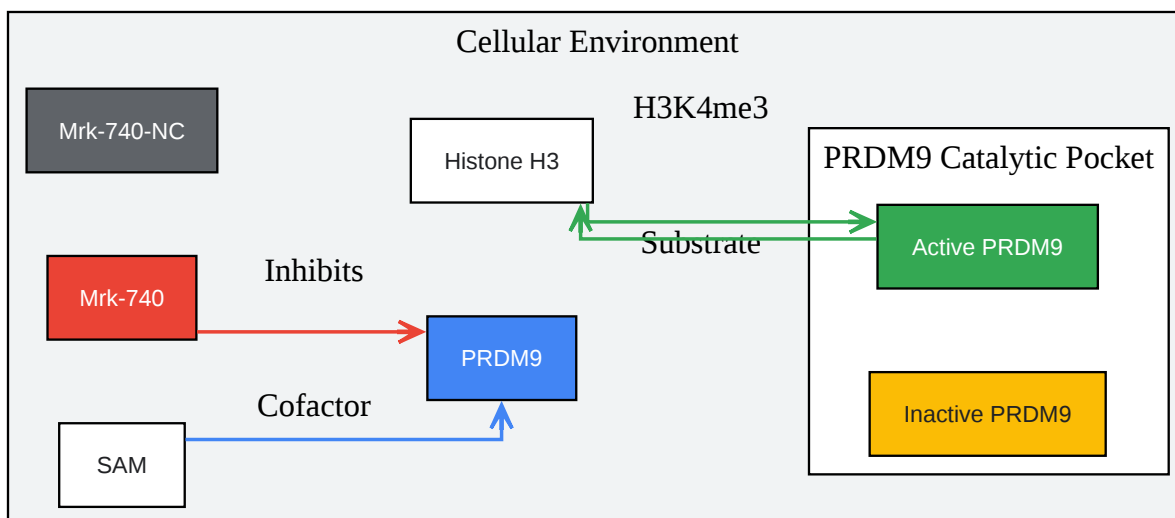 Cellular Environment
Mrk-740-NC
H3K4me3
Histone H3
PRDM9 Catalytic Pocket
Substrate
Active PRDM9
Inhibits
Mrk-740
PRDM9
Cofactor
Inactive PRDM9
SAM